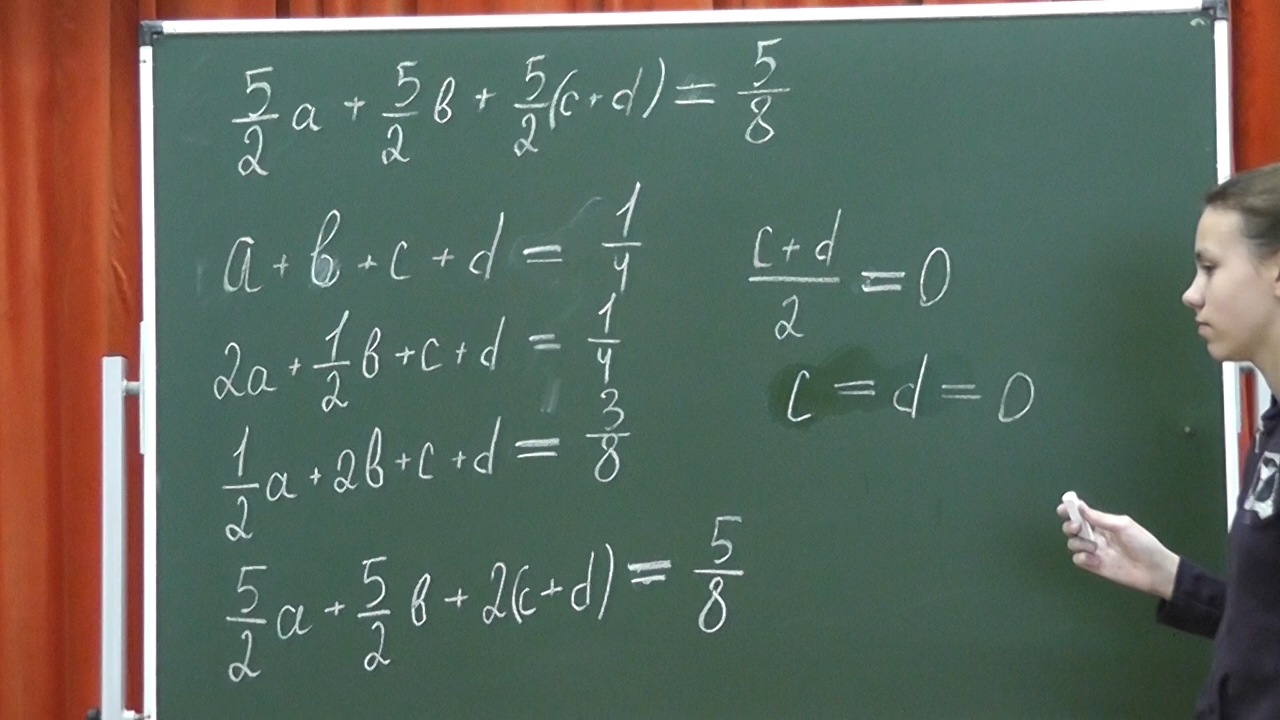 5/2 a + 5/2 в + 5/2 (c + d) = 5/8
a + в + c + d = 1/4
2a + 1/2 в + c + d = 1/4
1/2 a + 2в + c + d = 3/8
5/2 a + 5/2 в + 2(c + d) = 5/8
(c + d)/2 = 0
c = d = 0